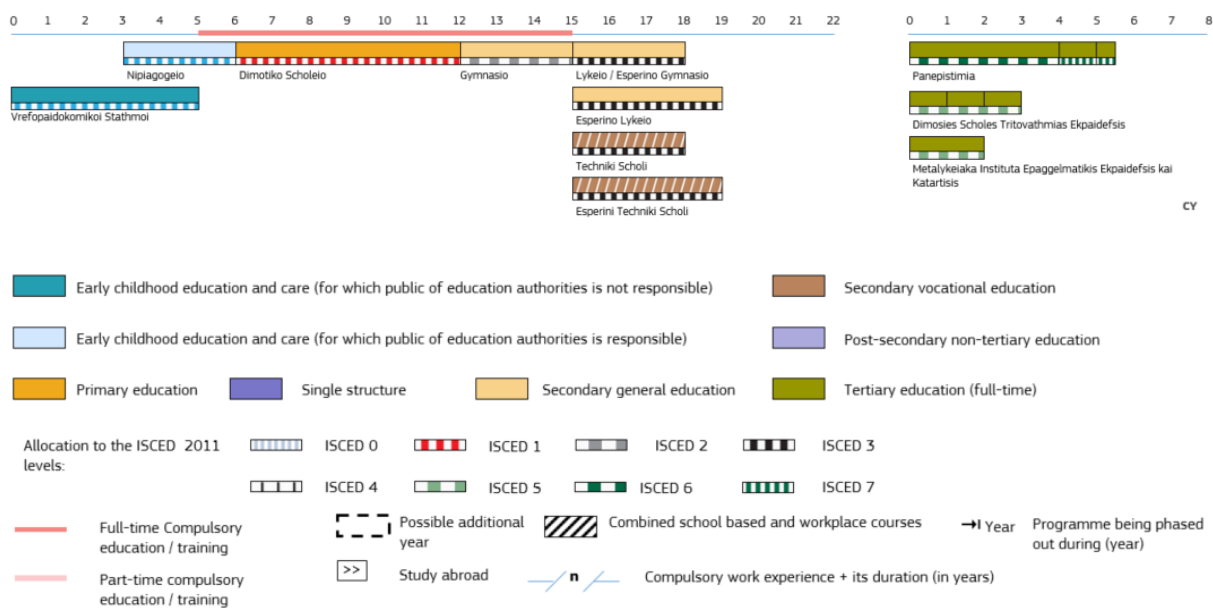 0 1 2 3 4 5 6 7 8 9 10 11 12 13 14 15 16 17 18 19 20 21 22 0 1 2 3 4 5 6 7 8
Nipiagogeio Dimotiko Scholeio Gymnasio Lykeio / Esperino Gymnasio Panepistimia
Vrefopaidokomikoi Stathmoi Esperino Lykeio Dimosies Scholes Tritovathmias Ekpaidefsis
Techniki Scholi Metalykeiaka Instituta Epaggelmatikis Ekpaidefsis kai
Katartisis
Esperini Techniki Scholi CY
Early childhood education and care (for which public of education authorities is not responsible) Secondary vocational education
Early childhood education and care (for which public of education authorities is responsible) Post-secondary non-tertiary education
Primary education Single structure Secondary general education Tertiary education (full-time)
Allocation to the ISCED 2011 ISCED 0 ISCED 1 ISCED 2 ISCED 3
levels:
ISCED 4 ISCED 5 ISCED 6 ISCED 7
Full-time Compulsory Possible additional Combined school based and workplace courses Year Programme being phased
education / training year out during (year)
Part-time compulsory >> Study abroad n Compulsory work experience + its duration (in years)
education / training